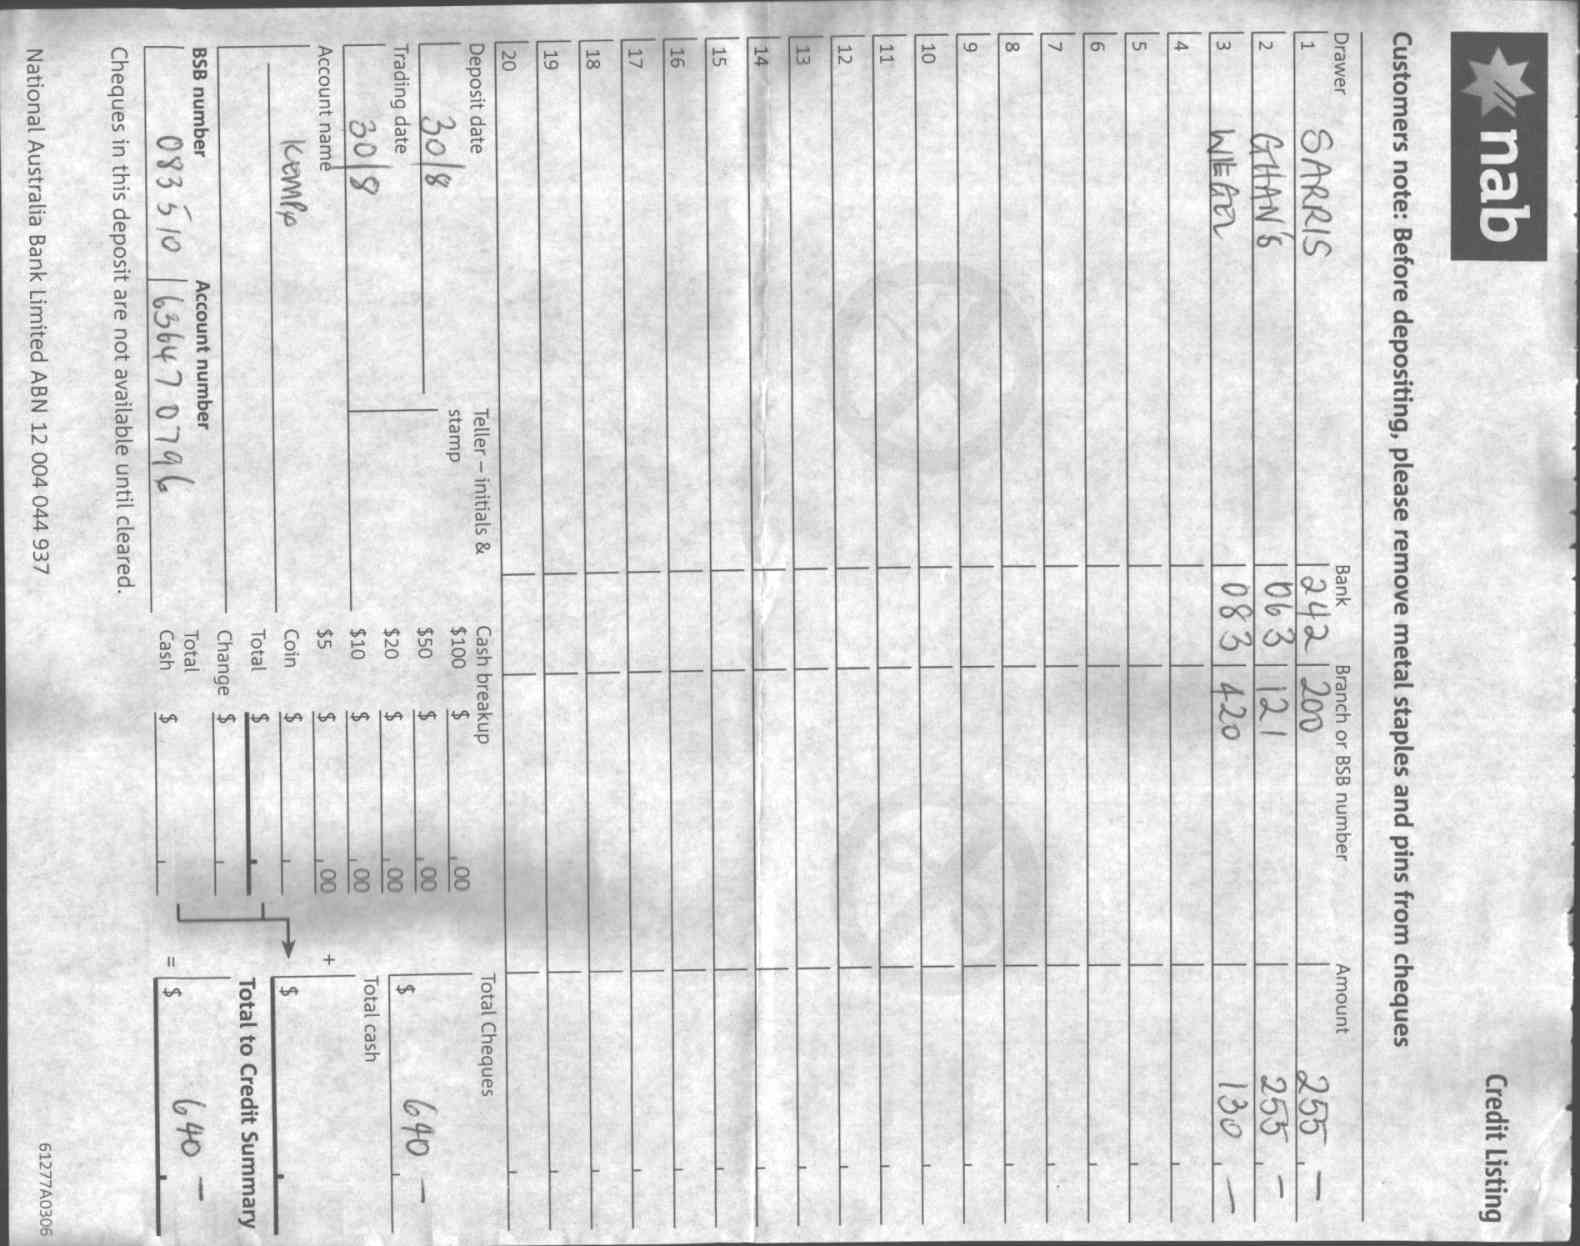 nab
Credit Listing
Customers note: Before depositing, please remove metal staples and pins from cheques
Drawer Bank Branch or BSB number Amount
1 SARRIS 242 200 255 -
2 GHAN'S 063 121 255 -
3 083 420 130 -
4
5
6
7
8
9
10
11
12
13
14
15
16
17
18
19
20
Deposit date
30/8
Trading date
30/8
Account name
Kemp
BSB number Account number
083 510 63647 0796
Cheques in this deposit are not available until cleared.
National Australia Bank Limited ABN 12 004 044 937
Teller – initials &
stamp
Cash breakup
$100 $ .00
$50 $ .00
$20 $ .00
$10 $ .00
$5 $ .00
Coin $ .
Total $ .
Change $ .
Total
Cash $ .
Total Cheques
$ 640 -
+
Total cash
$ .
Total to Credit Summary
= $ 640 -
61277A0306